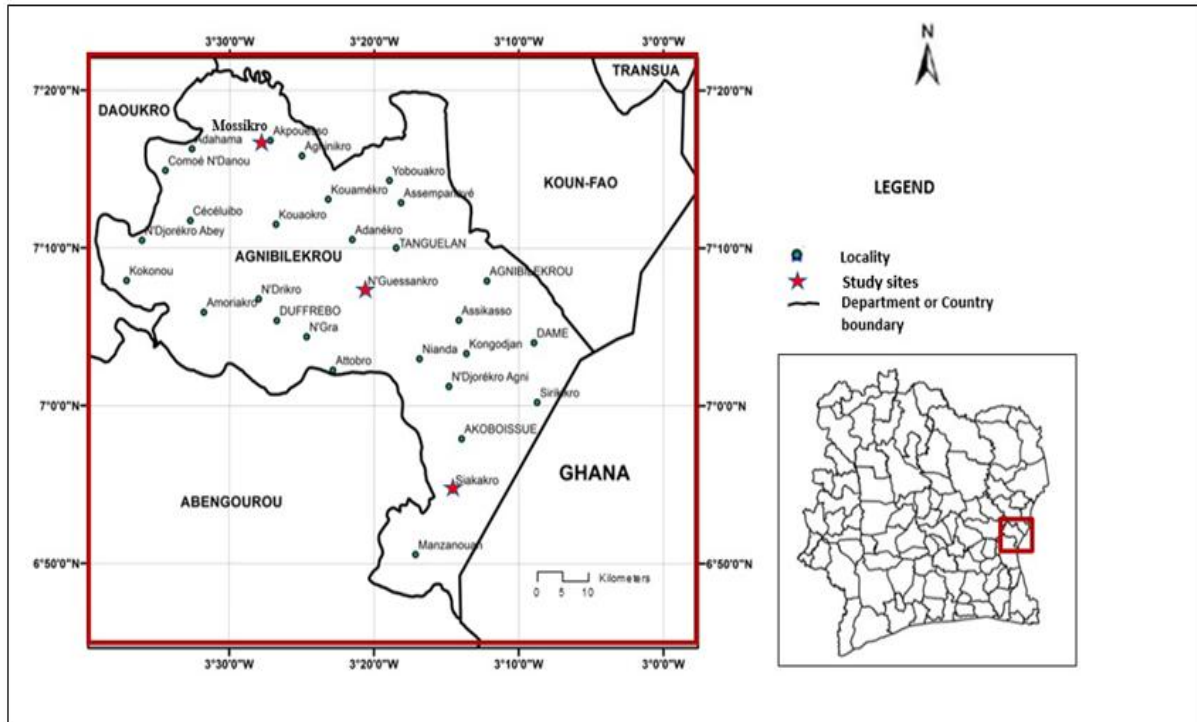 N
3°30'0"W 3°20'0"W 3°10'0"W 3°0'0"W
TRANSUA
7°20'0"N 7°20'0"N
DAOUKRO
Mossikro
Akpouesso
Adahama
Agninikro
Comoé N'Danou
Yobouakro
KOUN-FAO
LEGEND
Kouamékro
Cécéluibo
Kouaokro
N'Djorékro Abey
Adanékro
7°10'0"N 7°10'0"N
TANGUELAN
AGNIBILEKROU
Locality
Kokonou
AGNIBILEKROU
N'Guessankro
Study sites
N'Drikro
Department or Country
boundary
Amoriakro
DUFFREBO
Assikasso
N'Gra
DAME
Nianda
Kongodjan
Attobro
N'Djorékro Agni
7°0'0"N 7°0'0"N
AKOBOISSUE
GHANA
Siakakro
ABENGOUROU
Manzanouan
6°50'0"N 6°50'0"N
Kilometers
0 5 10
3°30'0"W 3°20'0"W 3°10'0"W 3°0'0"W